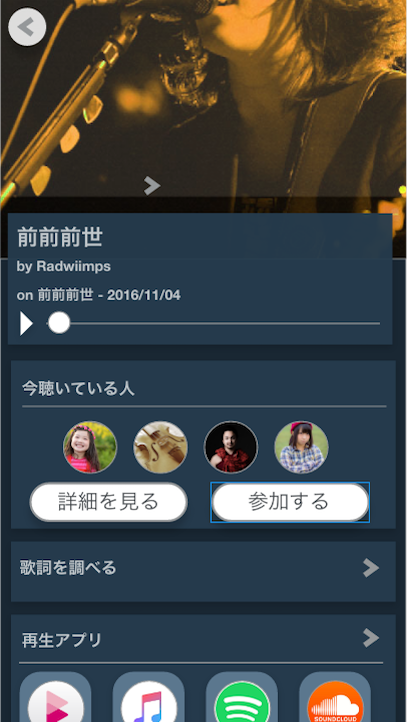 前前前世
by Radwiimps
on 前前前世 - 2016/11/04
今聴いている人
詳細を見る
参加する
歌詞を調べる
再生アプリ
SOUNDCLOUD